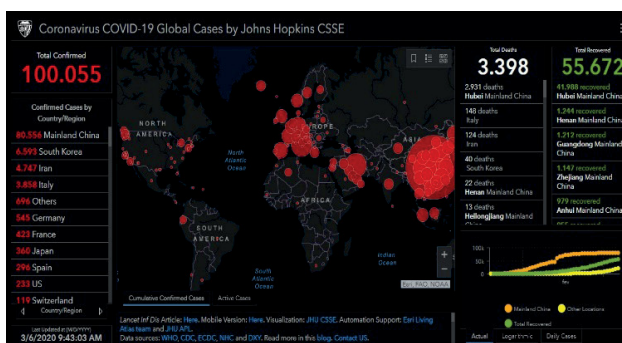 Coronavirus COVID-19 Global Cases by Johns Hopkins CSSE
Total Confirmed
100.055
Confirmed Cases by
Country/Region
80.556 Mainland China
6.593 South Korea
4.747 Iran
3.858 Italy
696 Others
545 Germany
423 France
360 Japan
296 Spain
233 US
119 Switzerland
Country/Region
Last Updated at (M/D/YYYY)
3/6/2020 9:43:03 AM
NORTH
AMERICA
North
Atlantic
Ocean
EUROPE
ASIA
AFRICA
SOUTH
AMERICA
South
Atlantic
Ocean
Indian
Ocean
+
−
Esri, FAO, NOAA
Cumulative Confirmed Cases
Active Cases
Lancet Inf Dis Article: Here. Mobile Version: Here. Visualization: JHU CSSE. Automation Support: Esri Living
Atlas team and JHU APL.
Data sources: WHO, CDC, ECDC, NHC and DXY. Read more in this blog. Contact US.
Total Deaths
3.398
2.931 deaths
Hubei Mainland China
148 deaths
Italy
124 deaths
Iran
40 deaths
South Korea
22 deaths
Henan Mainland China
13 deaths
Heilongjiang Mainland
China
Total Recovered
55.672
41.988 recovered
Hubei Mainland China
1.244 recovered
Henan Mainland China
1.212 recovered
Guangdong Mainland
China
1.147 recovered
Zhejiang Mainland
China
979 recovered
Anhui Mainland China
100k
50k
0
Feb
Mainland China
Other Locations
Total Recovered
Actual
Logarithmic
Daily Cases